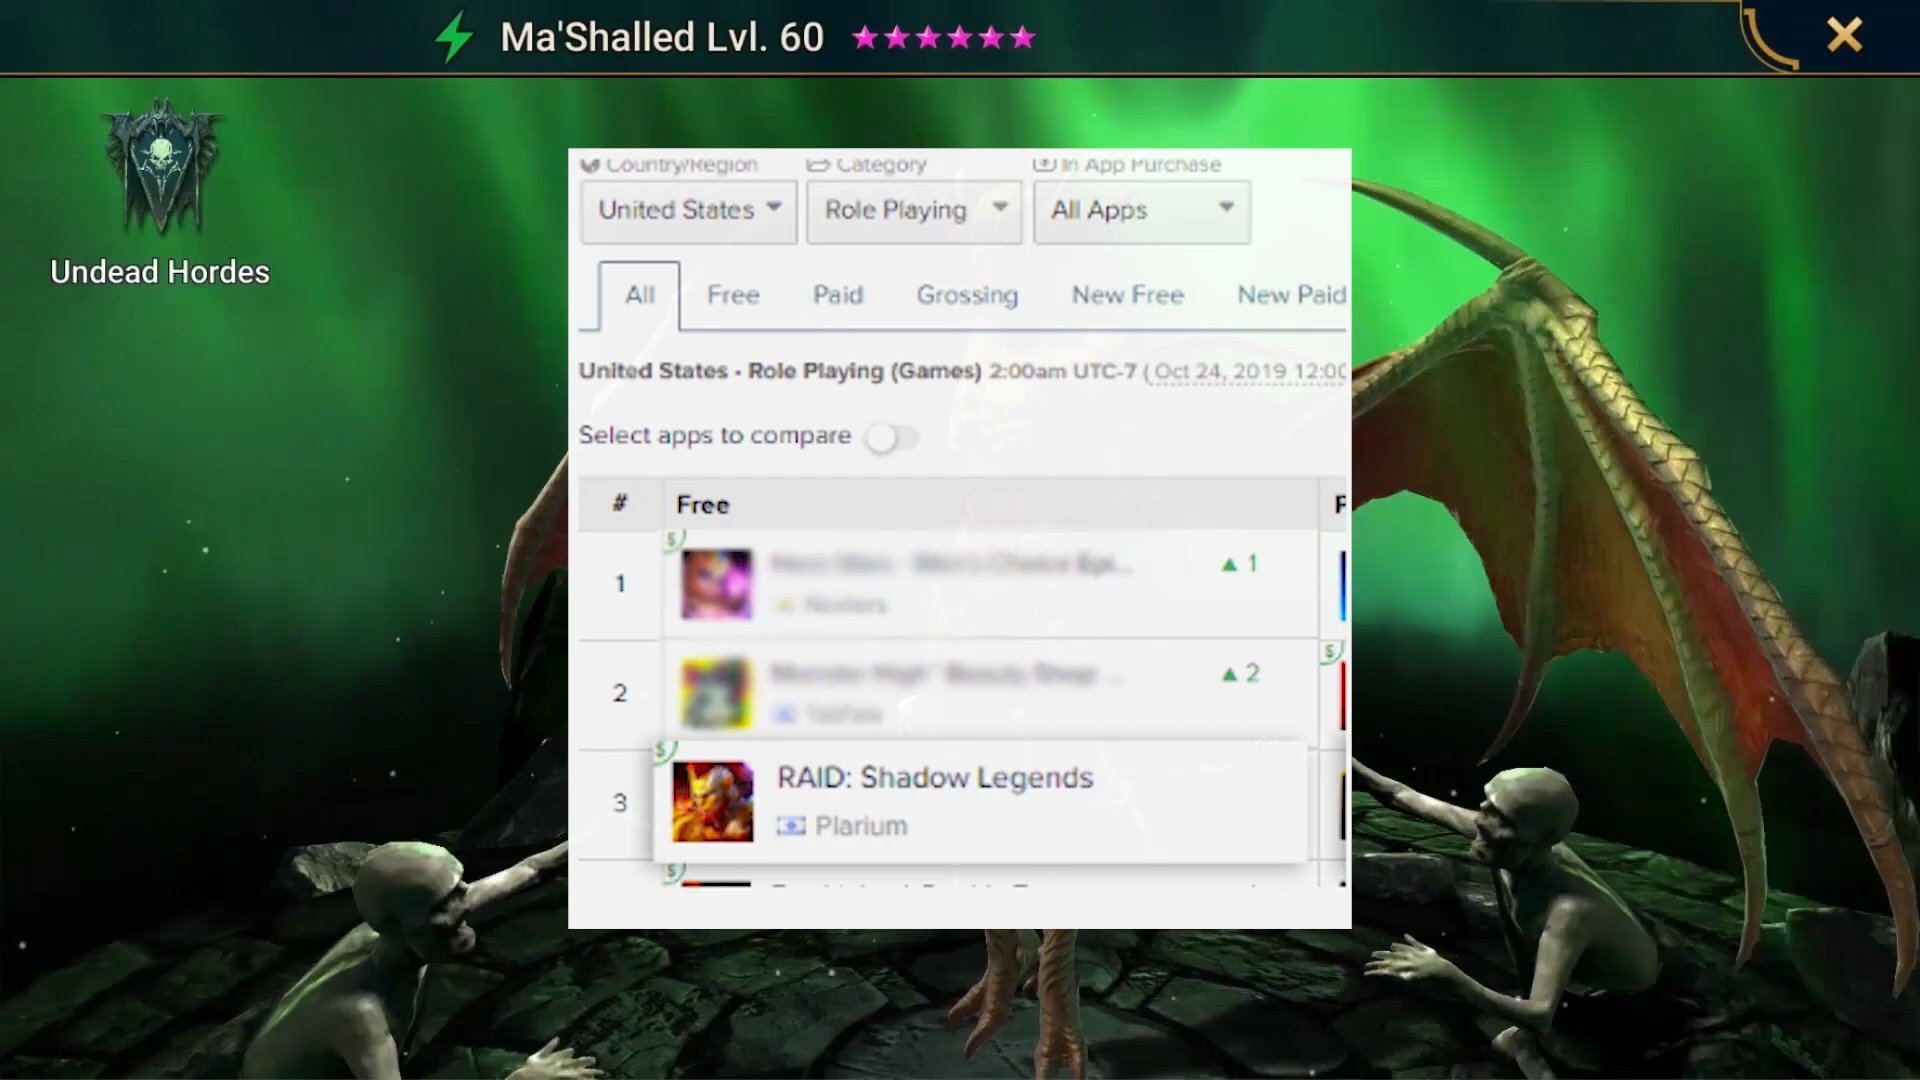 Ma'Shalled Lvl. 60
Undead Hordes
Country/Region
Category
In App Purchase
United States
Role Playing
All Apps
All
Free
Paid
Grossing
New Free
New Paid
United States · Role Playing (Games) 2:00am UTC-7 ( Oct 24, 2019 12:00
Select apps to compare
#
Free
1
1
2
2
3
RAID: Shadow Legends
Plarium